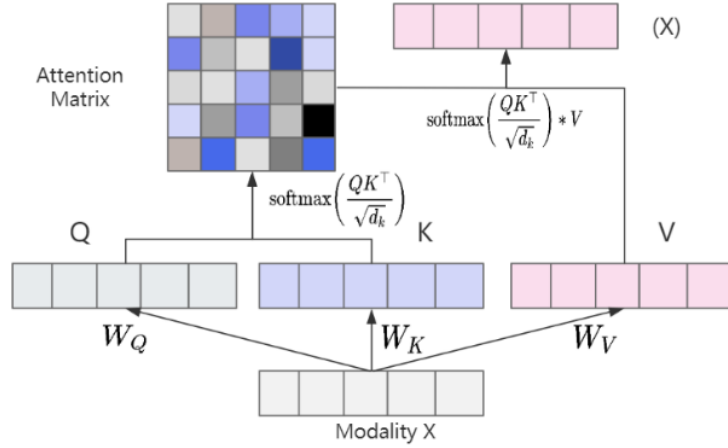 (X)
Attention
Matrix
softmax(QK⊤/√d_k) * V
softmax(QK⊤/√d_k)
Q
K
V
W_Q
W_K
W_V
Modality X